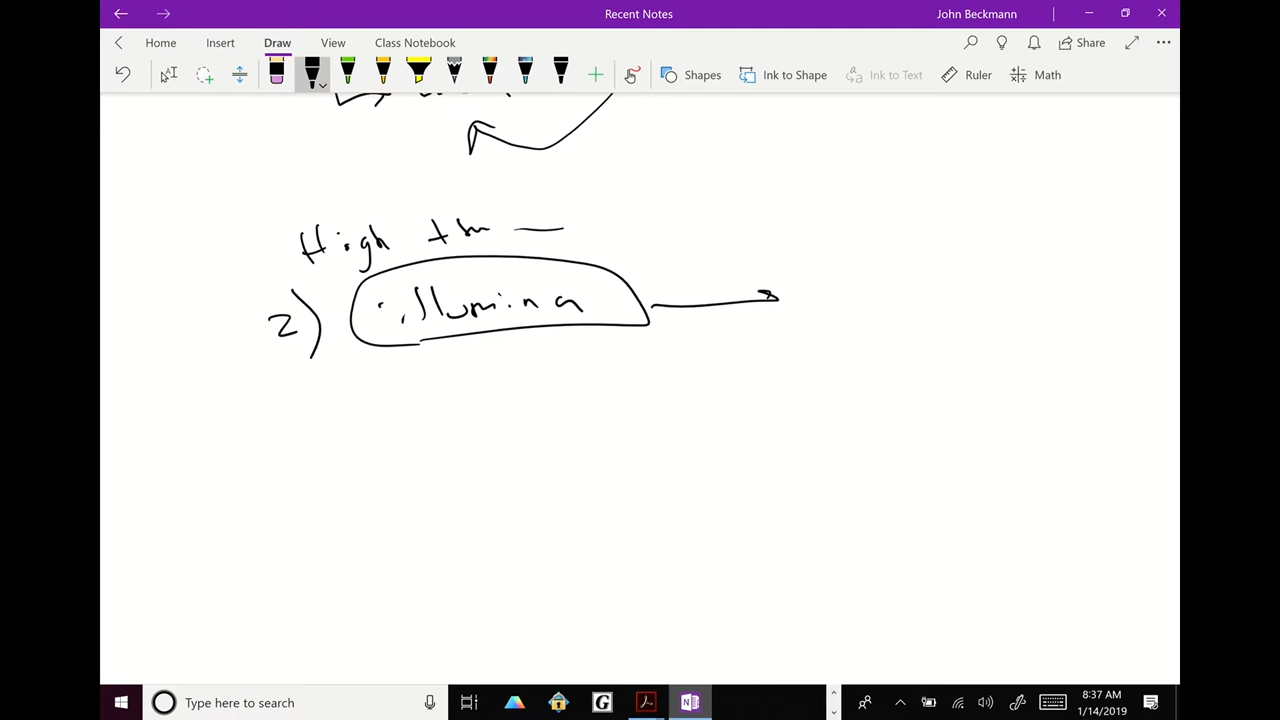 Recent Notes
John Beckmann
Home Insert Draw View Class Notebook
Share
Shapes Ink to Shape Ink to Text Ruler Math
High
2) illumina
Type here to search
G
N
8:37 AM
1/14/2019